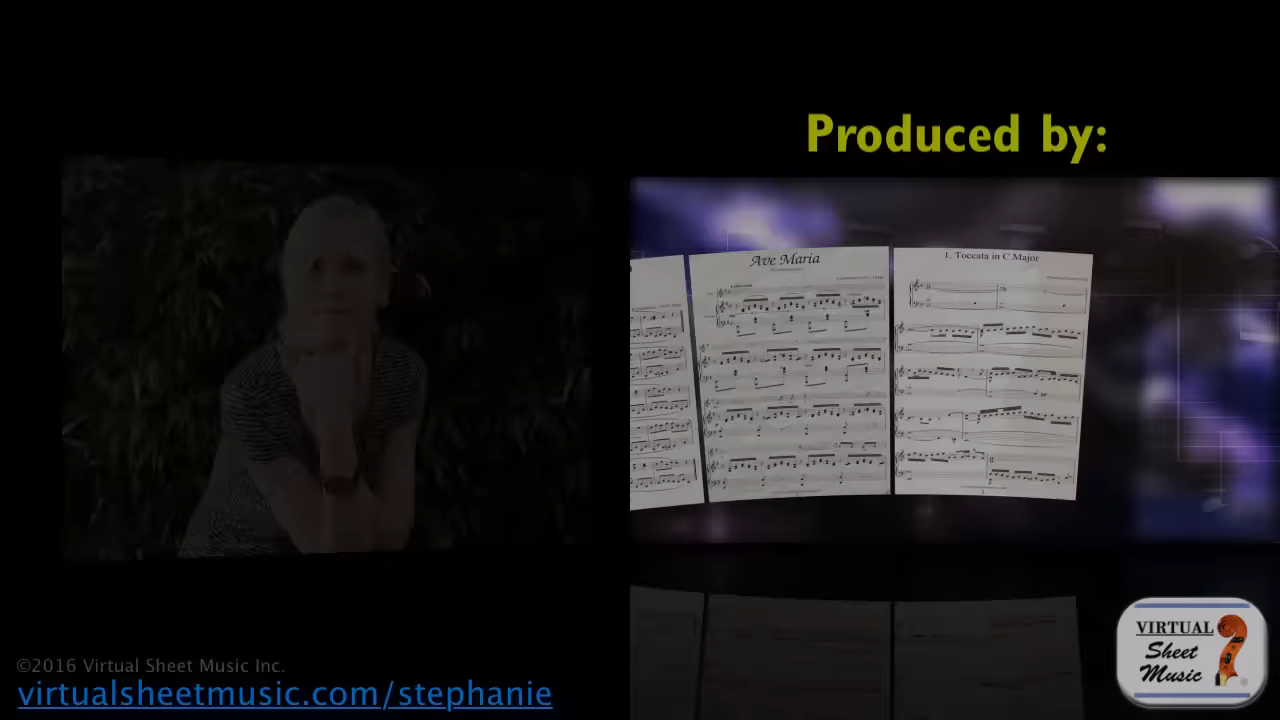 Produced by:
Ave Maria
1. Toccata in C Major
VIRTUAL
Sheet
Music
©2016 Virtual Sheet Music Inc.
virtualsheetmusic.com/stephanie